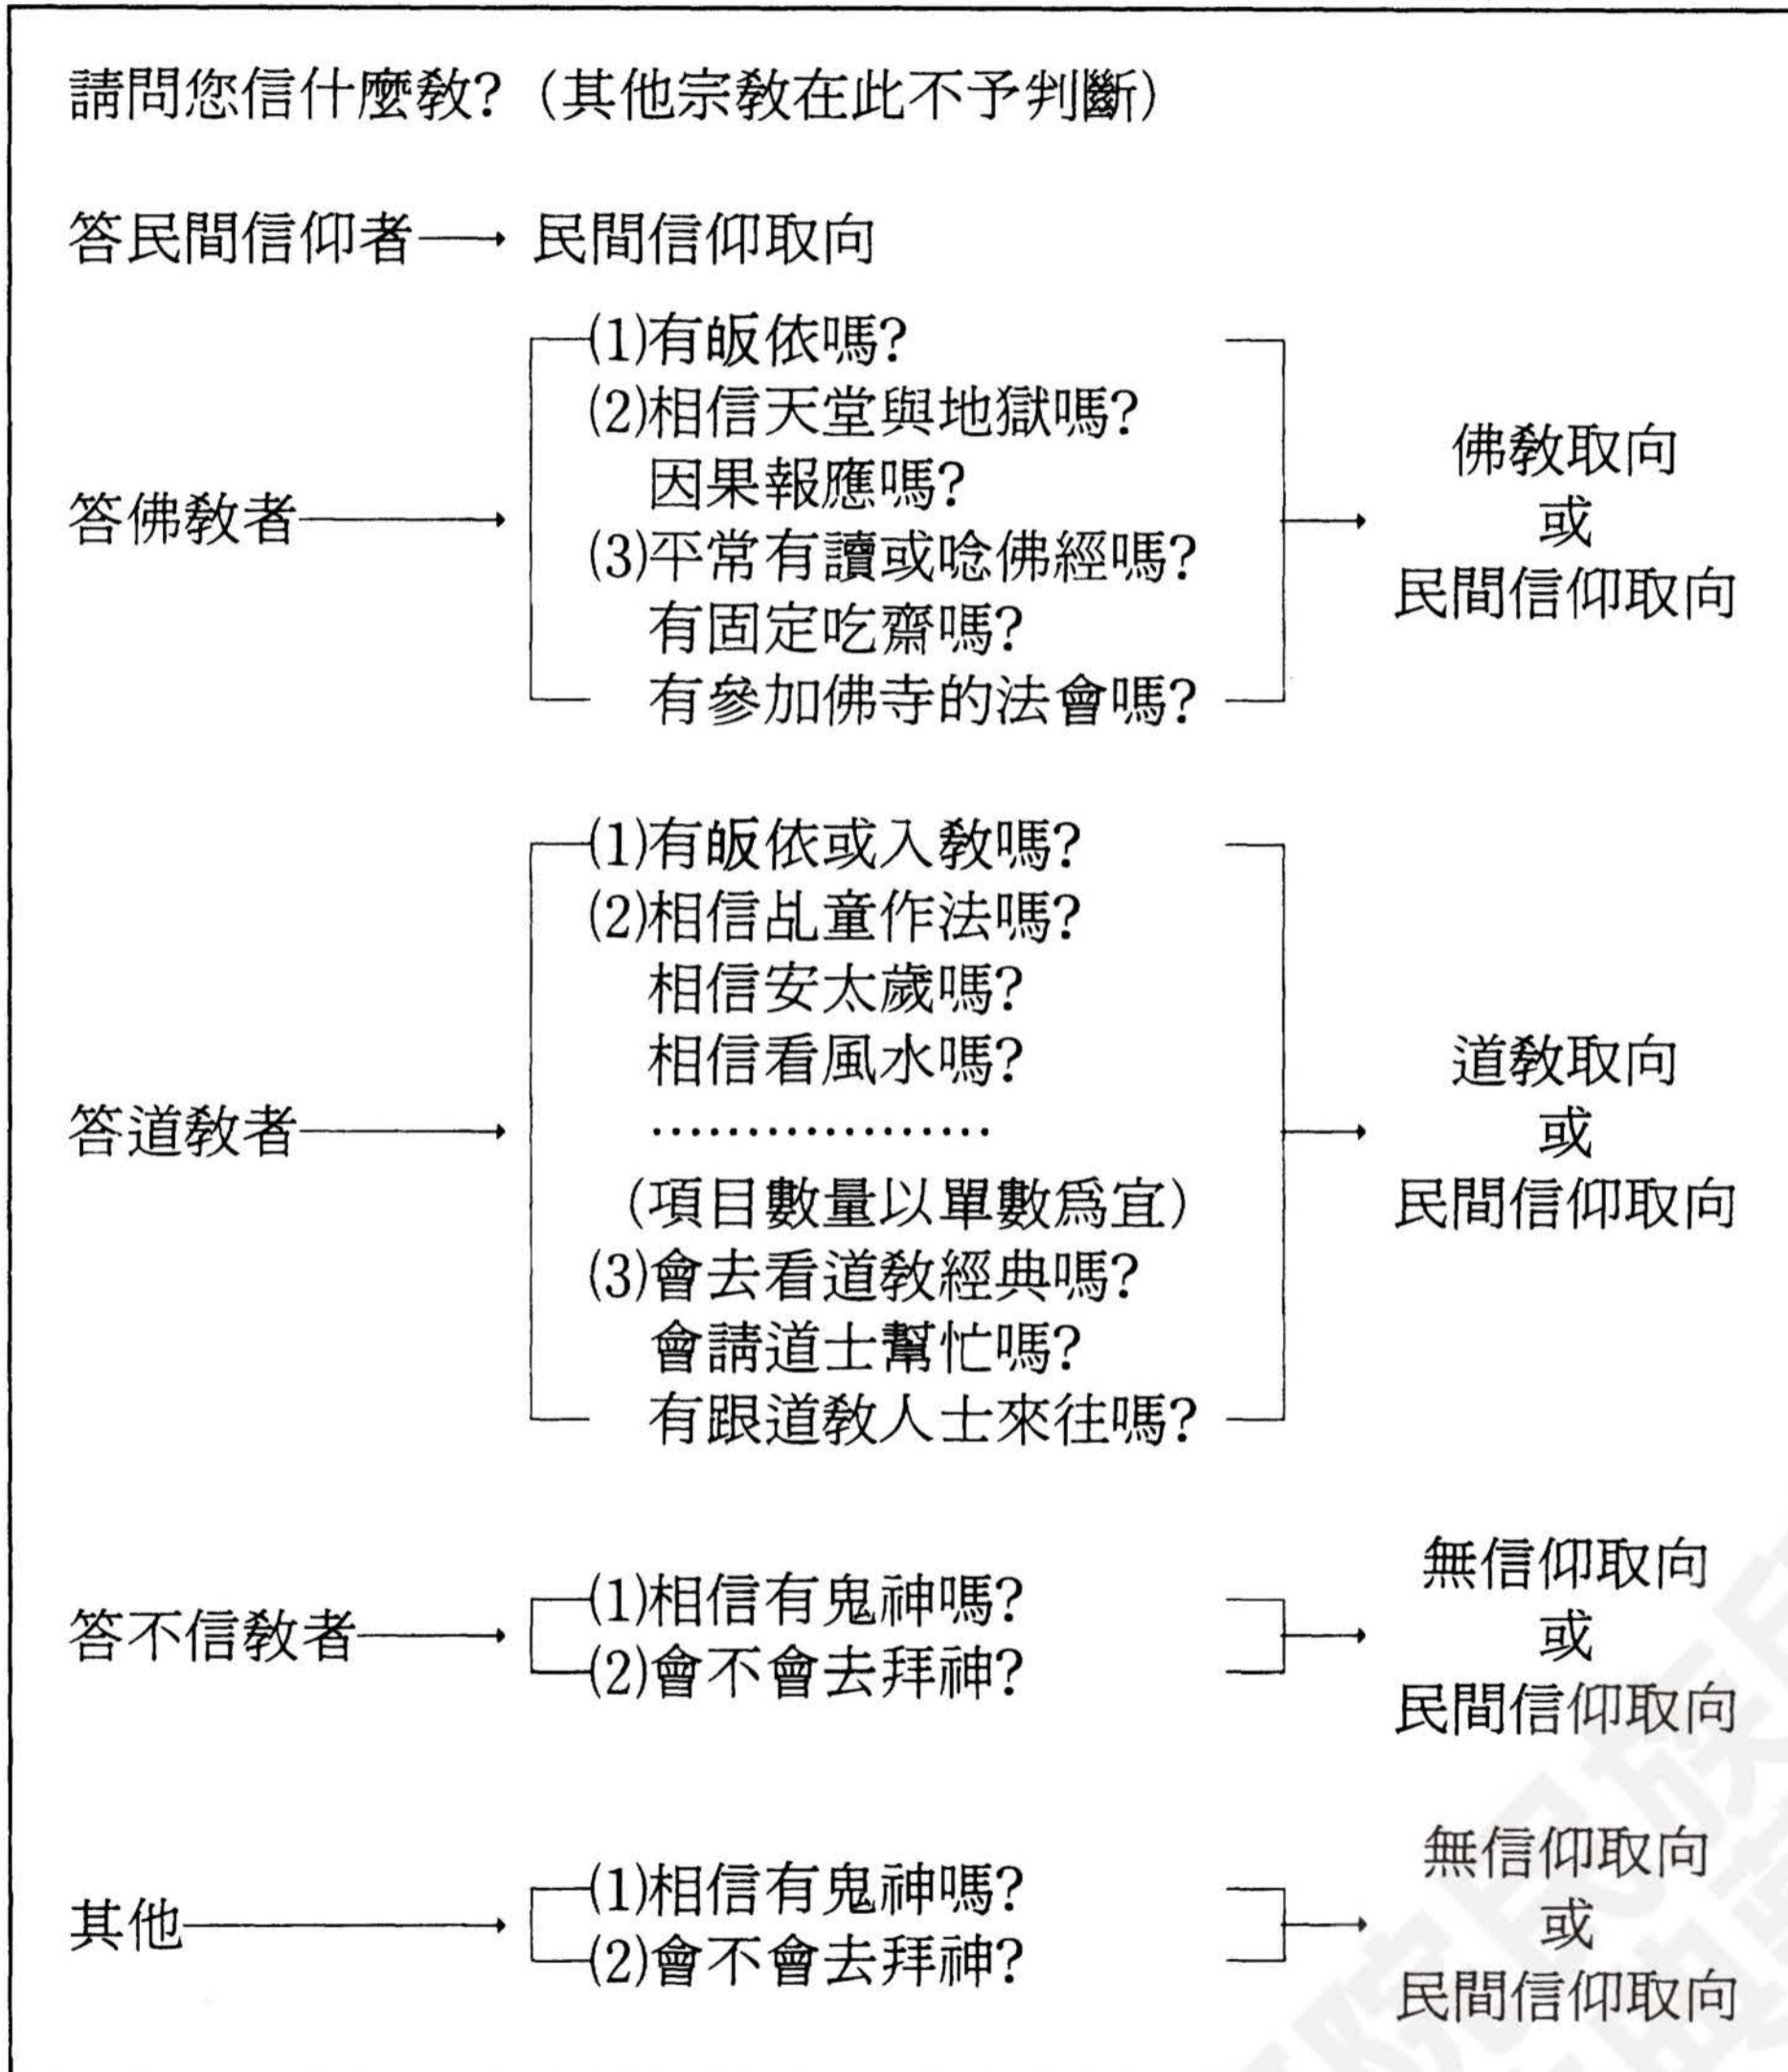 請問您信什麼教?(其他宗教在此不予判斷)
答民間信仰者→民間信仰取向
答佛教者→
(1)有皈依嗎?
(2)相信天堂與地獄嗎?
因果報應嗎?
(3)平常有讀或唸佛經嗎?
有固定吃齋嗎?
有參加佛寺的法會嗎?
佛教取向
或
民間信仰取向
答道教者→
(1)有皈依或入教嗎?
(2)相信乩童作法嗎?
相信安太歲嗎?
相信看風水嗎?
………………
(項目數量以單數爲宜)
(3)會去看道教經典嗎?
會請道士幫忙嗎?
有跟道教人士來往嗎?
道教取向
或
民間信仰取向
答不信教者→
(1)相信有鬼神嗎?
(2)會不會去拜神?
無信仰取向
或
民間信仰取向
其他→
(1)相信有鬼神嗎?
(2)會不會去拜神?
無信仰取向
或
民間信仰取向